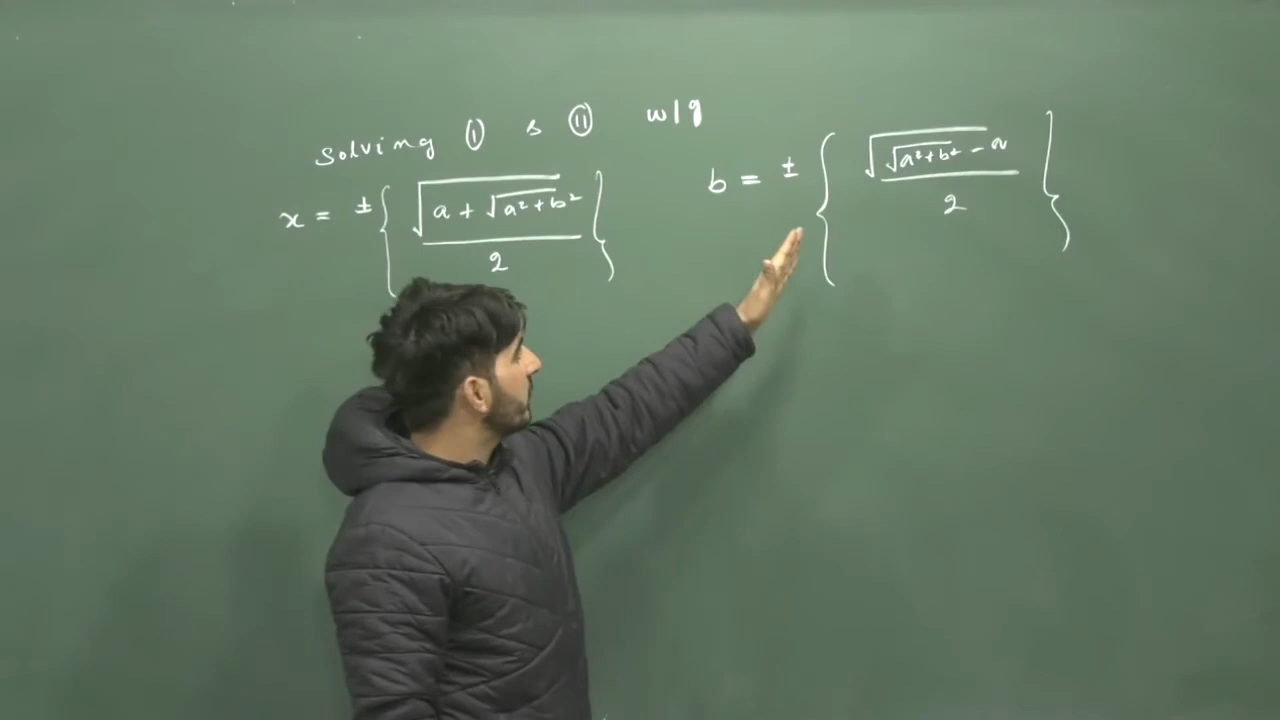 solving (I) & (II) w/g
x = ± { √(a + √(a²+b²)) / 2 }
b = ± { √(√(a²+b²) - a) / 2 }